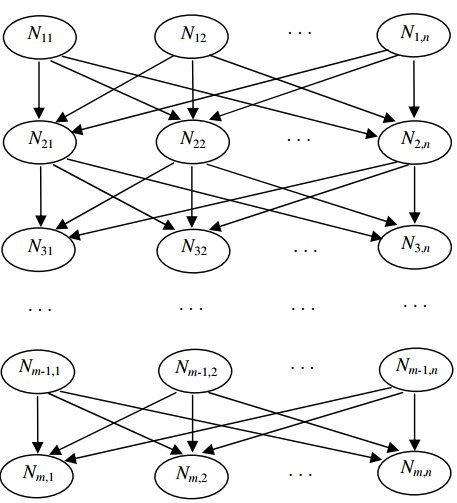 N11 N12 . . . N1,n
N21 N22 . . . N2,n
N31 N32 . . . N3,n
. . . . . . . . . . . .
Nm-1,1 Nm-1,2 . . . Nm-1,n
Nm,1 Nm,2 . . . Nm,n